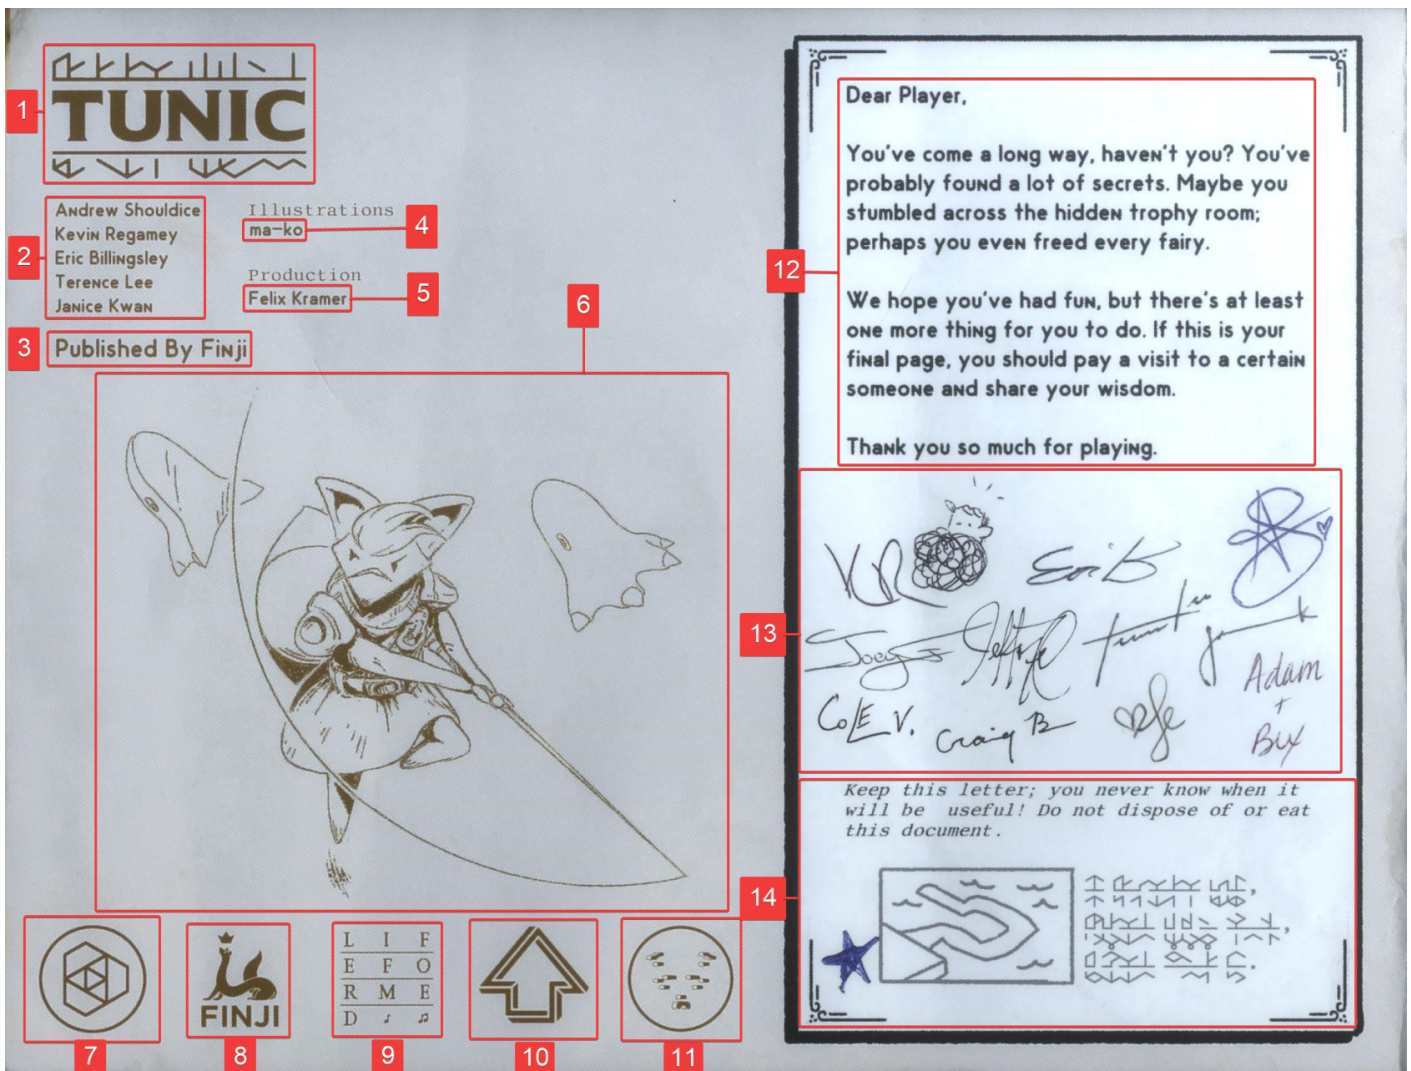 1
TUNIC
2
Andrew Shouldice
Kevin Regamey
Eric Billingsley
Terence Lee
Janice Kwan
Illustrations
ma-ko
4
Production
Felix Kramer
5
3
Published By Finji
6
7
FINJI
8
L I F
E F O
R M E
D ♪ ♫
9
10
11
12
Dear Player,
You've come a long way, haven't you? You've
probably found a lot of secrets. Maybe you
stumbled across the hidden trophy room;
perhaps you even freed every fairy.
We hope you've had fun, but there's at least
one more thing for you to do. If this is your
final page, you should pay a visit to a certain
someone and share your wisdom.
Thank you so much for playing.
13
KR
Eric B
Joey
Adam
+
Bux
Cole V.
Craig B
14
Keep this letter; you never know when it
will be useful! Do not dispose of or eat
this document.